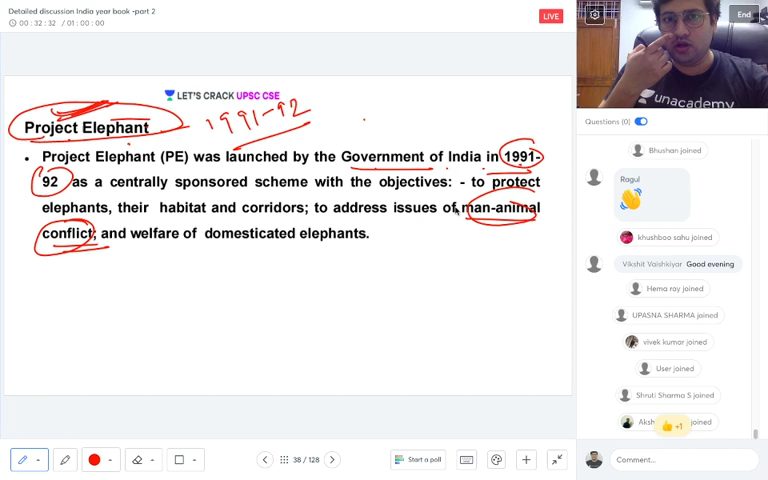 Detailed discussion India year book -part 2
00 : 32 : 32 / 01 : 00 : 00
LIVE
End
unacademy
LET'S CRACK UPSC CSE
Project Elephant
1991-92
• Project Elephant (PE) was launched by the Government of India in 1991-
92 as a centrally sponsored scheme with the objectives: - to protect
elephants, their habitat and corridors; to address issues of man-animal
conflict; and welfare of domesticated elephants.
Questions (0)
Bhushan joined
Ragul
khushboo sahu joined
Vikshit Vaishkiyar Good evening
Hema ray joined
UPASNA SHARMA joined
vivek kumar joined
User joined
Shruti Sharma S joined
Aksh
+1
joined
38 / 128
Start a poll
Comment...